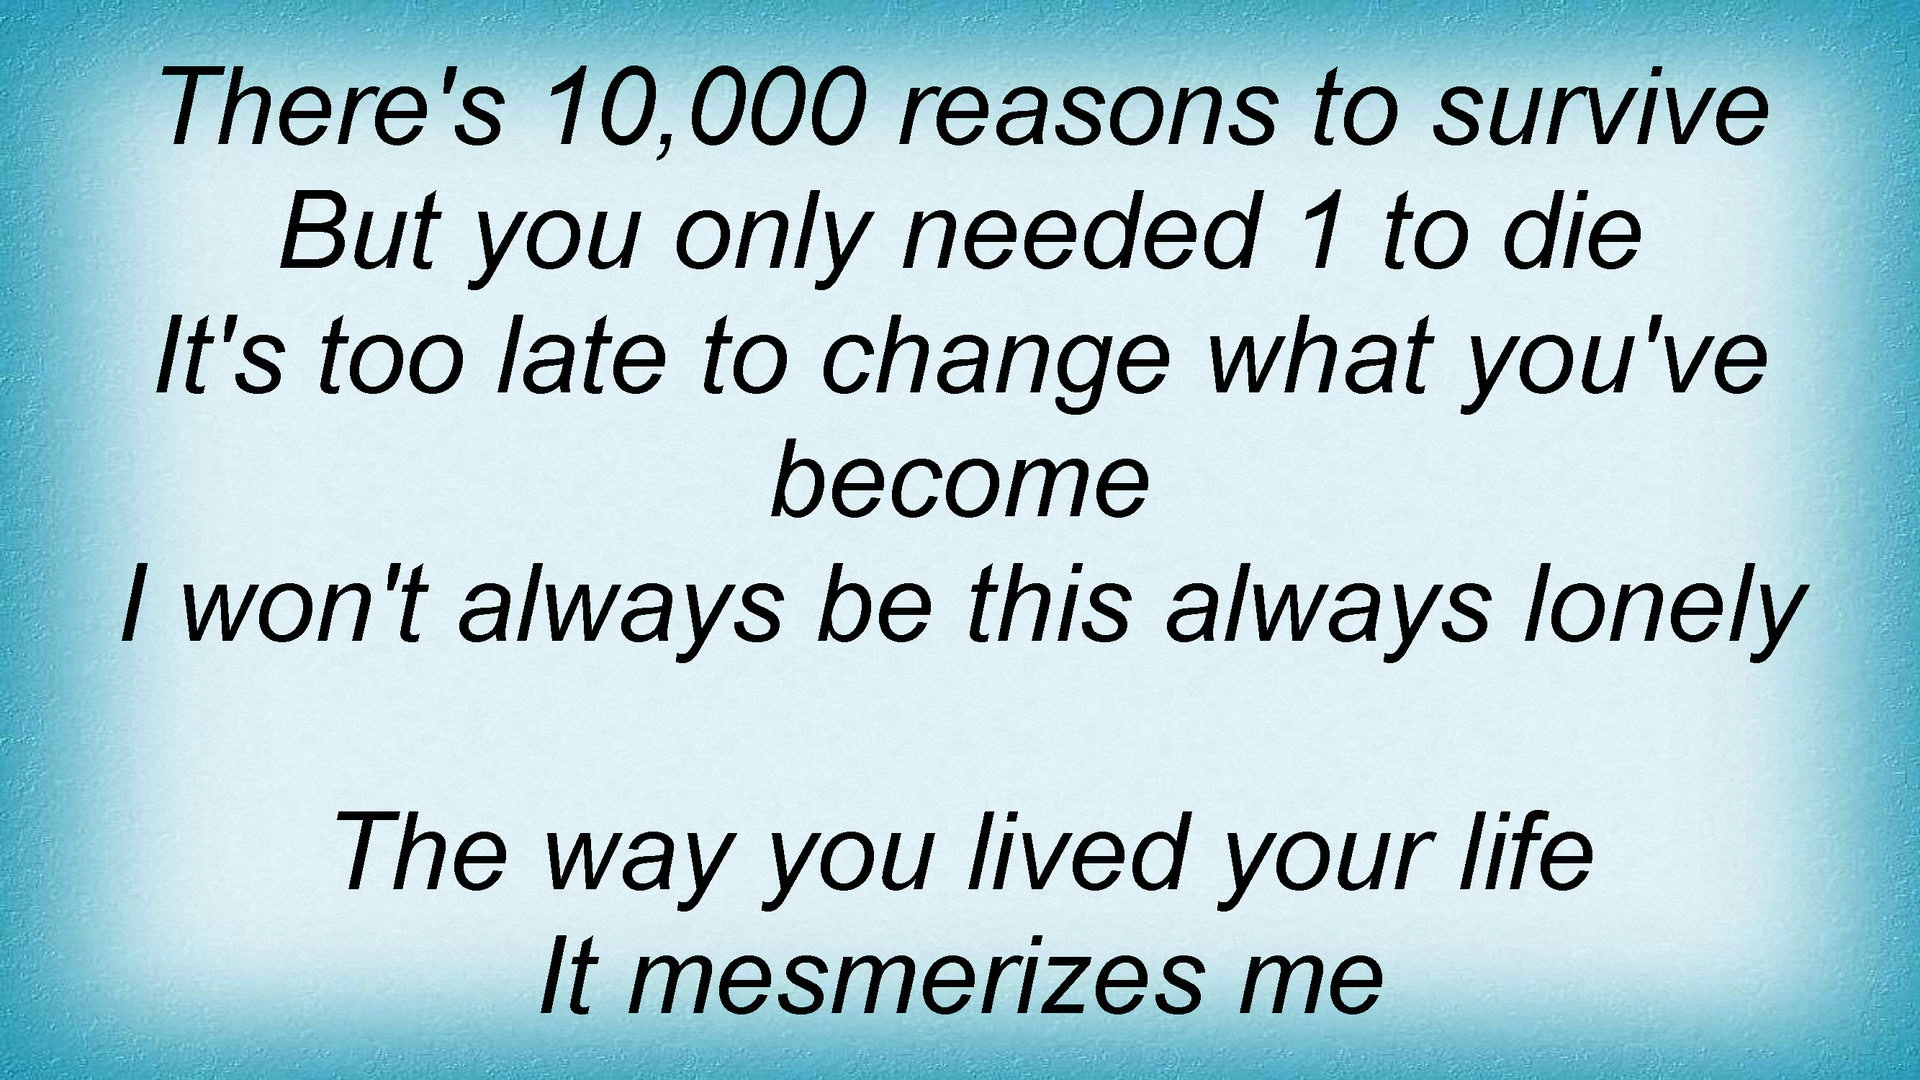 There's 10,000 reasons to survive
But you only needed 1 to die
It's too late to change what you've
become
I won't always be this always lonely
The way you lived your life
It mesmerizes me